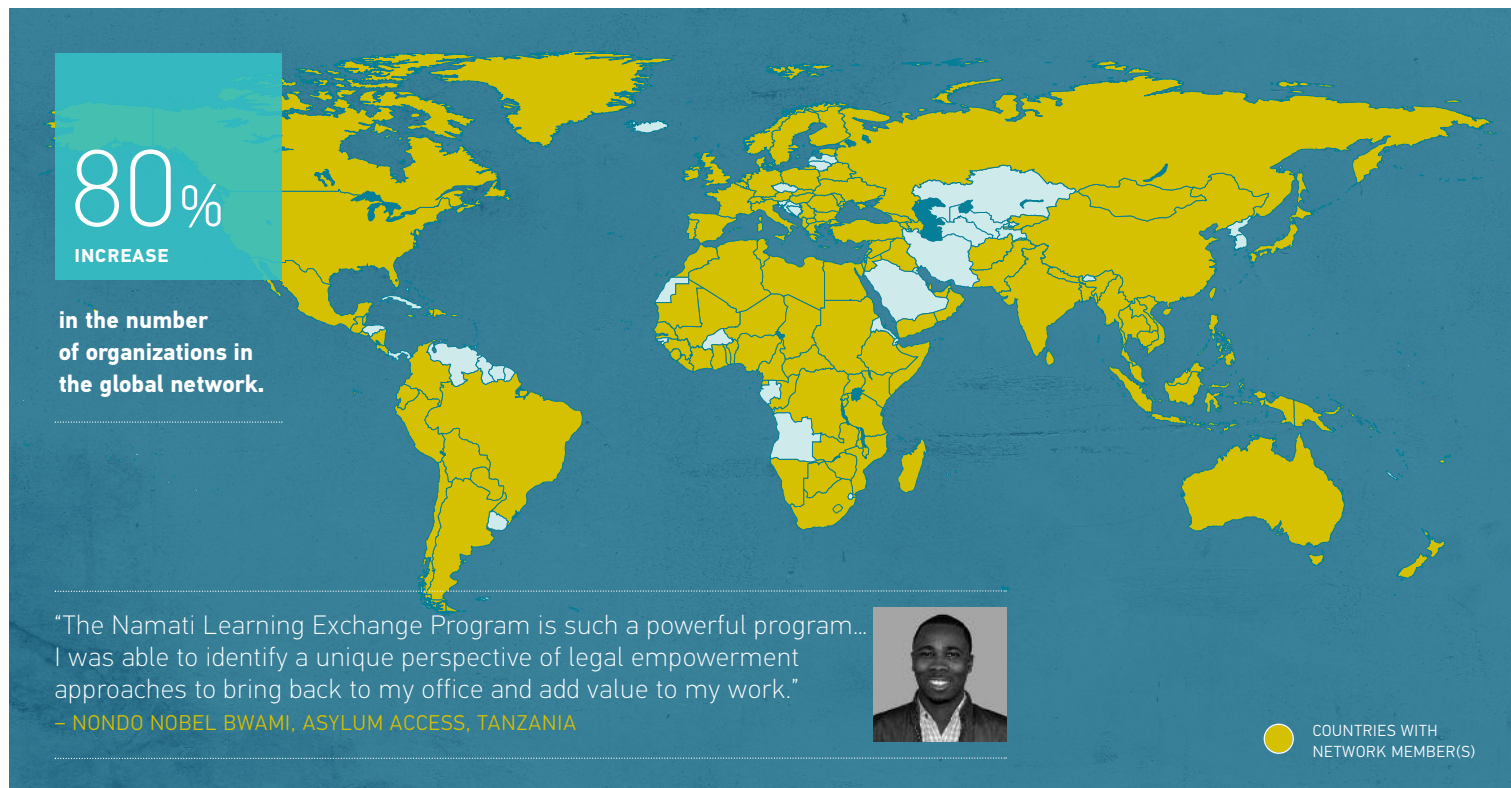 80%
INCREASE
in the number
of organizations in
the global network.
“The Namati Learning Exchange Program is such a powerful program...
I was able to identify a unique perspective of legal empowerment
approaches to bring back to my office and add value to my work.”
– NONDO NOBEL BWAMI, ASYLUM ACCESS, TANZANIA
COUNTRIES WITH
NETWORK MEMBER(S)